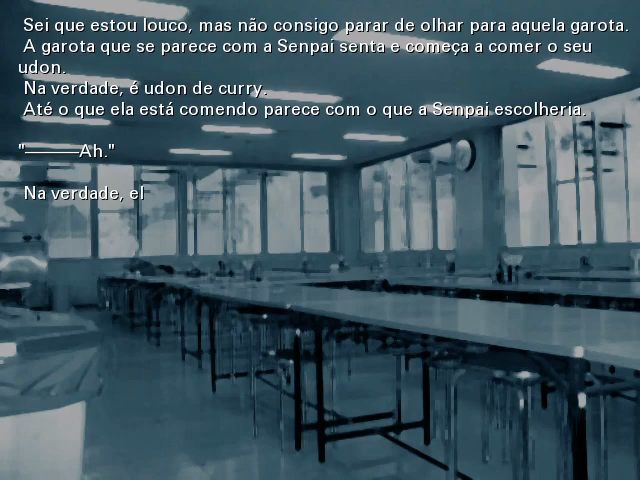 Sei que estou louco, mas não consigo parar de olhar para aquela garota.
A garota que se parece com a Senpai senta e começa a comer o seu
udon.
Na verdade, é udon de curry.
Até o que ela está comendo parece com o que a Senpai escolheria.
"―――Ah."
Na verdade, el